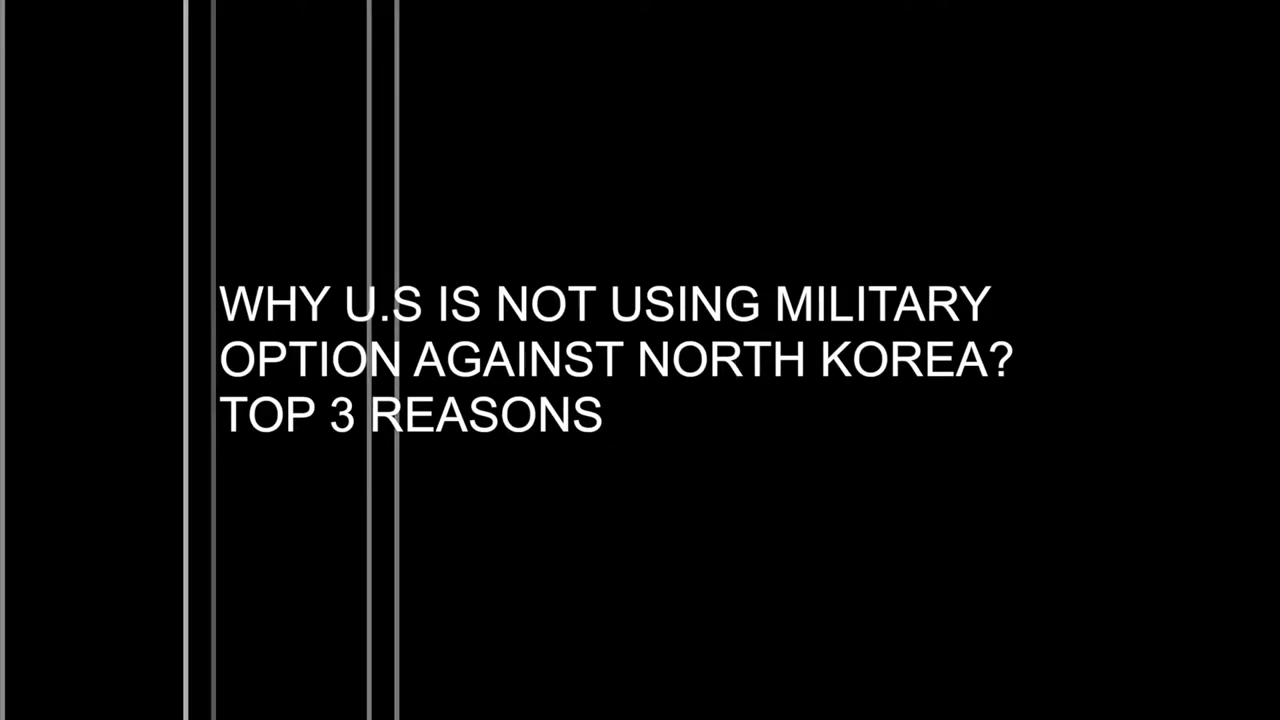 WHY U.S IS NOT USING MILITARY
OPTION AGAINST NORTH KOREA?
TOP 3 REASONS